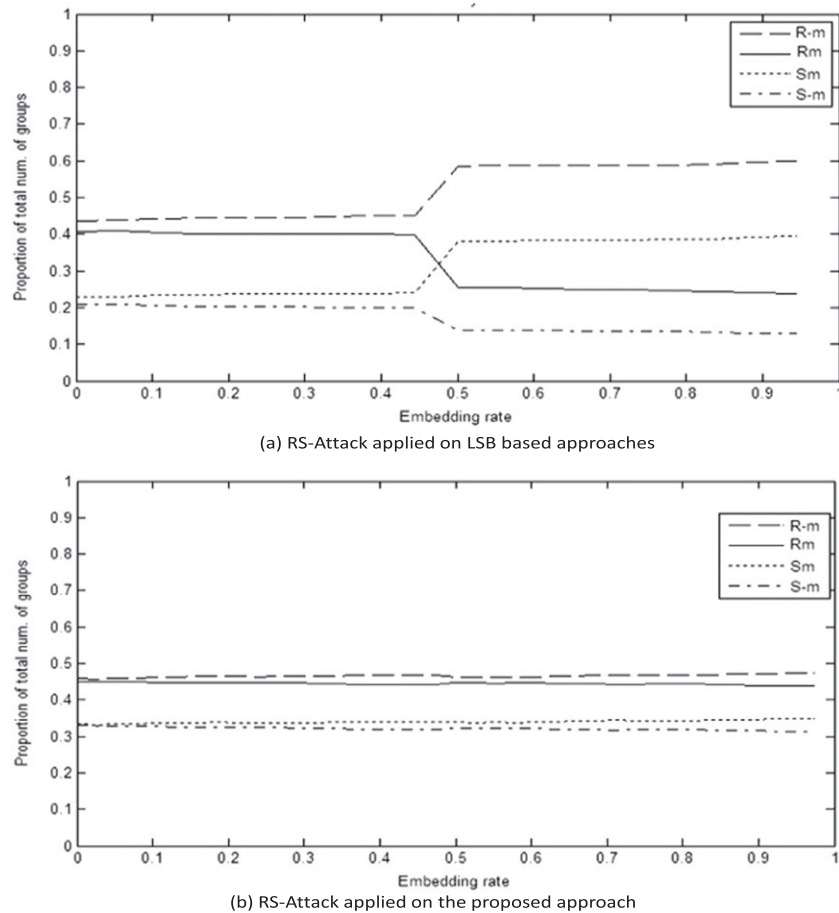 1
0.9
0.8
0.7
0.6
0.5
0.4
0.3
0.2
0.1
0
Proportion of total num. of groups
R-m
Rm
Sm
S-m
0 0.1 0.2 0.3 0.4 0.5 0.6 0.7 0.8 0.9 1
Embedding rate
(a) RS-Attack applied on LSB based approaches
1
0.9
0.8
0.7
0.6
0.5
0.4
0.3
0.2
0.1
0
Proportion of total num. of groups
R-m
Rm
Sm
S-m
0 0.1 0.2 0.3 0.4 0.5 0.6 0.7 0.8 0.9 1
Embedding rate
(b) RS-Attack applied on the proposed approach